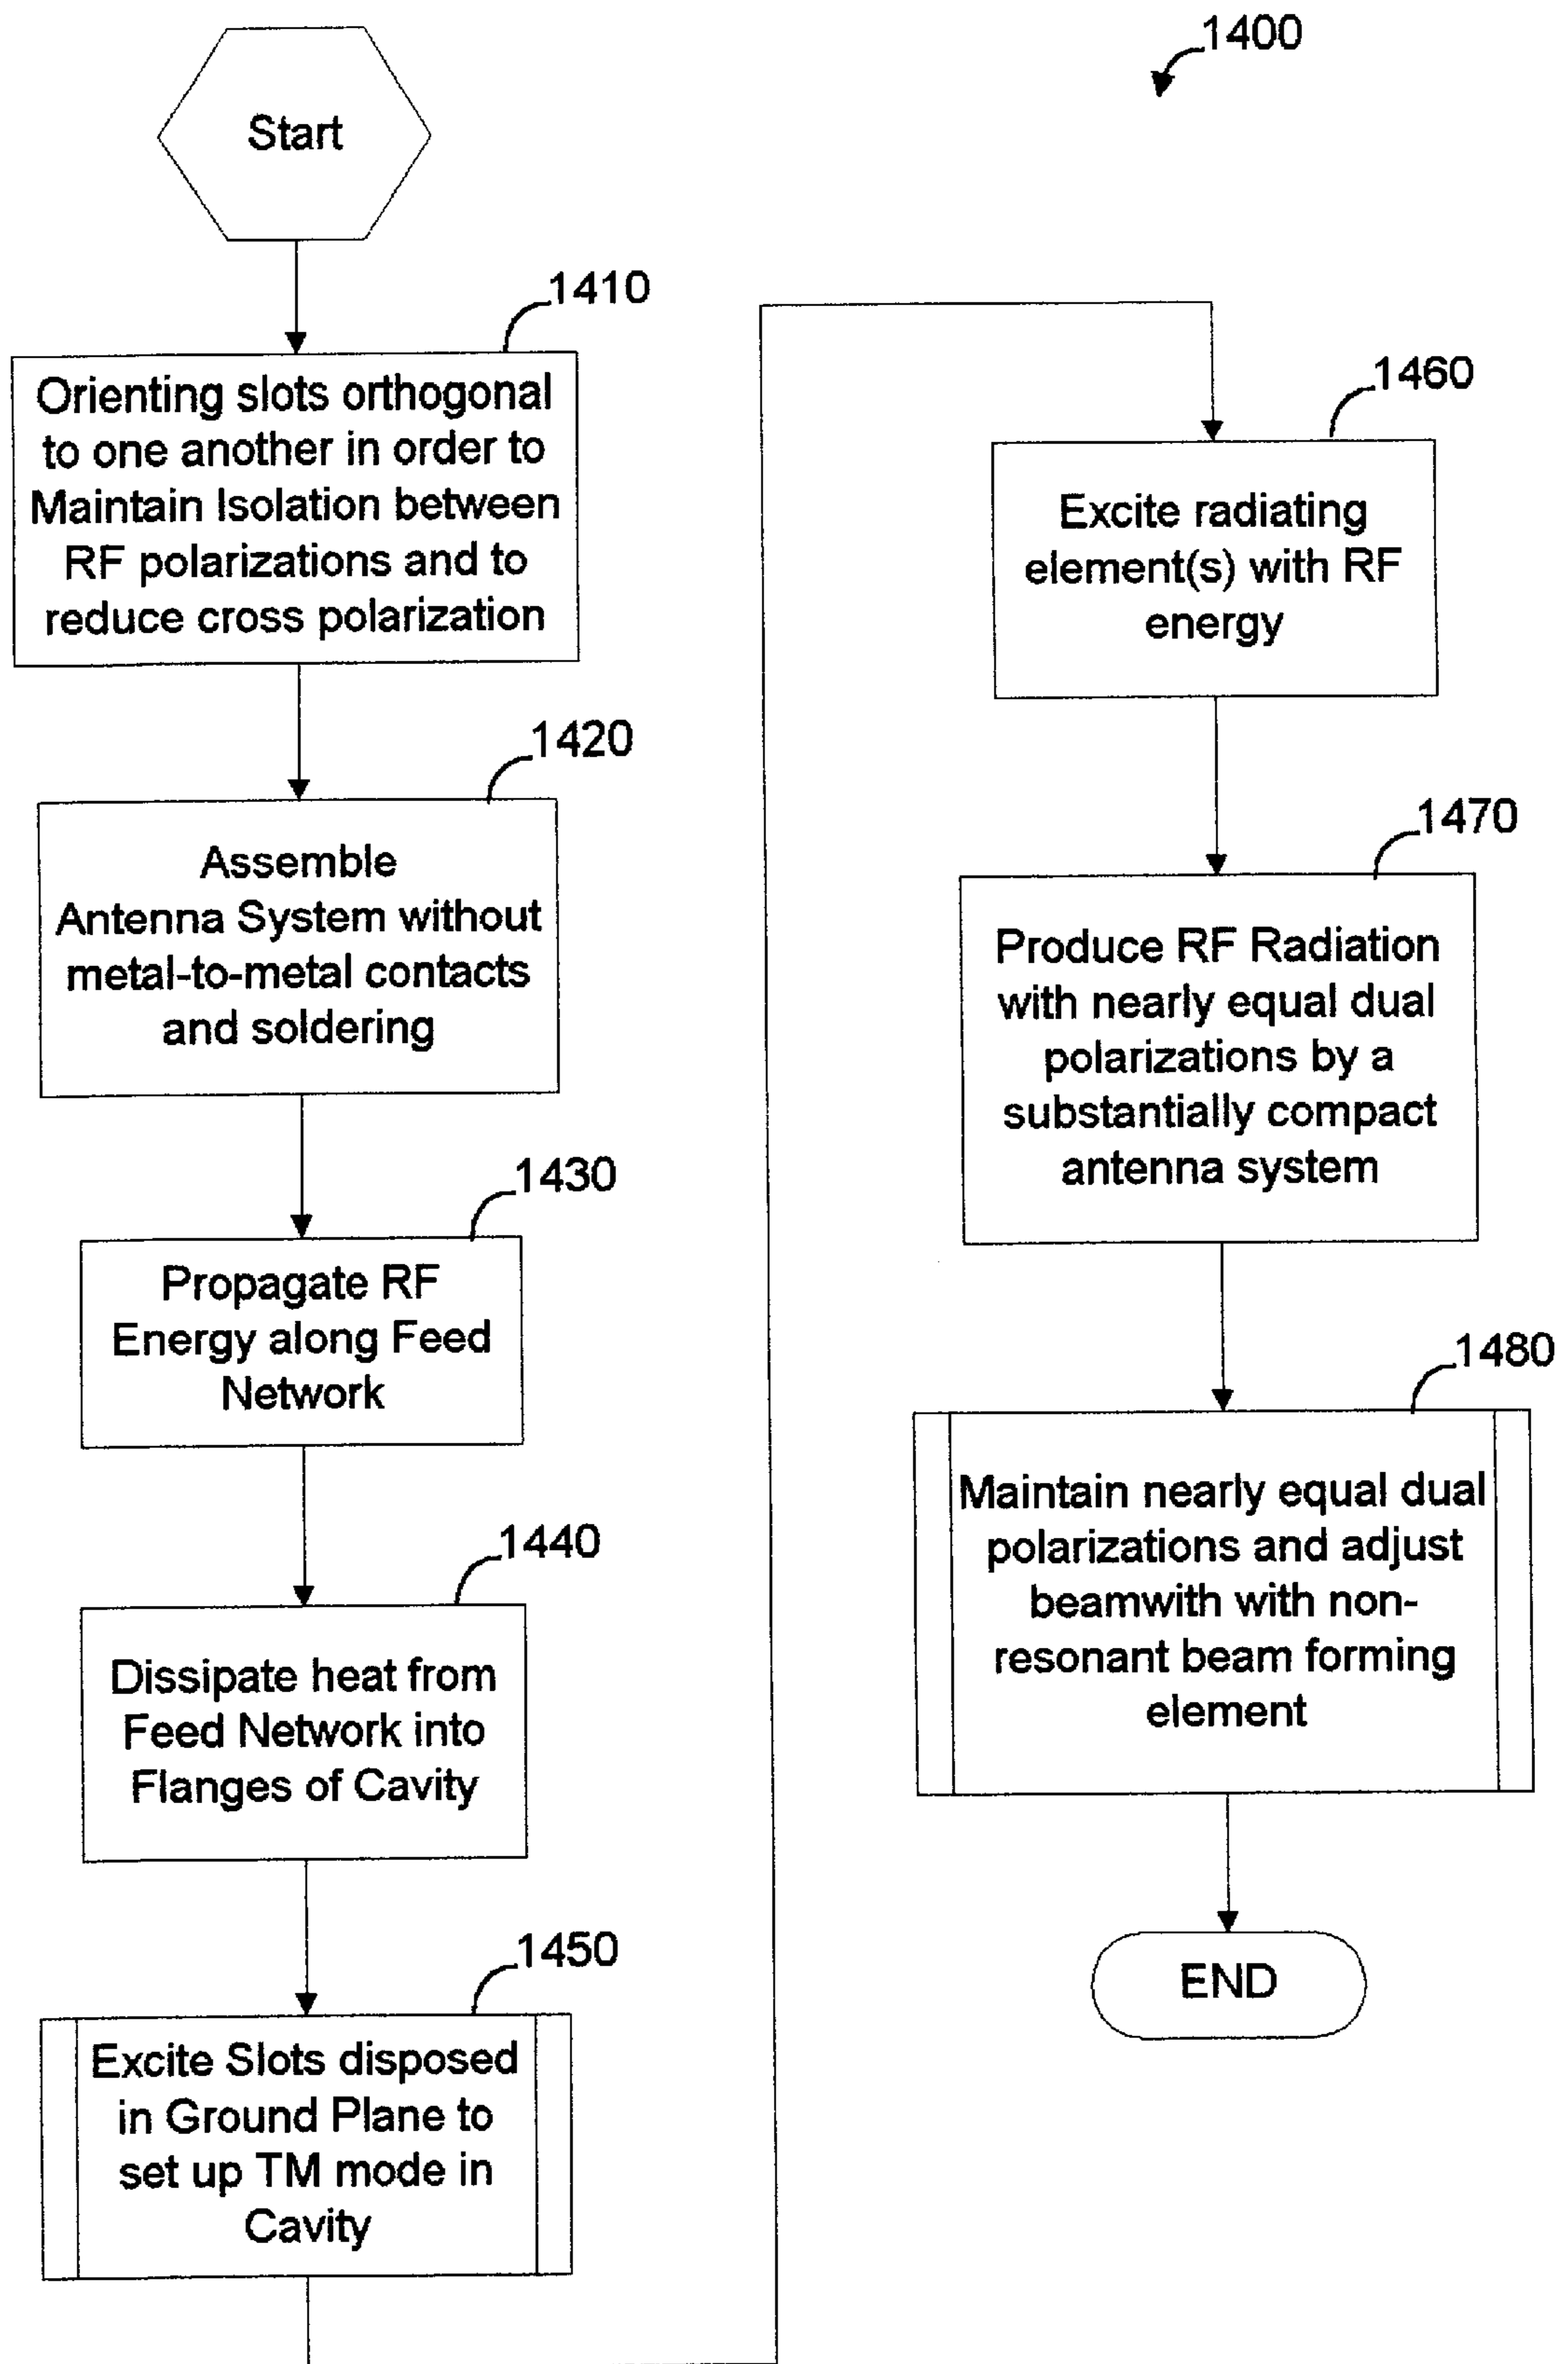 1400
Start
1410
Orienting slots orthogonal
to one another in order to
Maintain Isolation between
RF polarizations and to
reduce cross polarization
1420
Assemble
Antenna System without
metal-to-metal contacts
and soldering
1430
Propagate RF
Energy along Feed
Network
1440
Dissipate heat from
Feed Network into
Flanges of Cavity
1450
Excite Slots disposed
in Ground Plane to
set up TM mode in
Cavity
1460
Excite radiating
element(s) with RF
energy
1470
Produce RF Radiation
with nearly equal dual
polarizations by a
substantially compact
antenna system
1480
Maintain nearly equal dual
polarizations and adjust
beamwith with non-
resonant beam forming
element
END